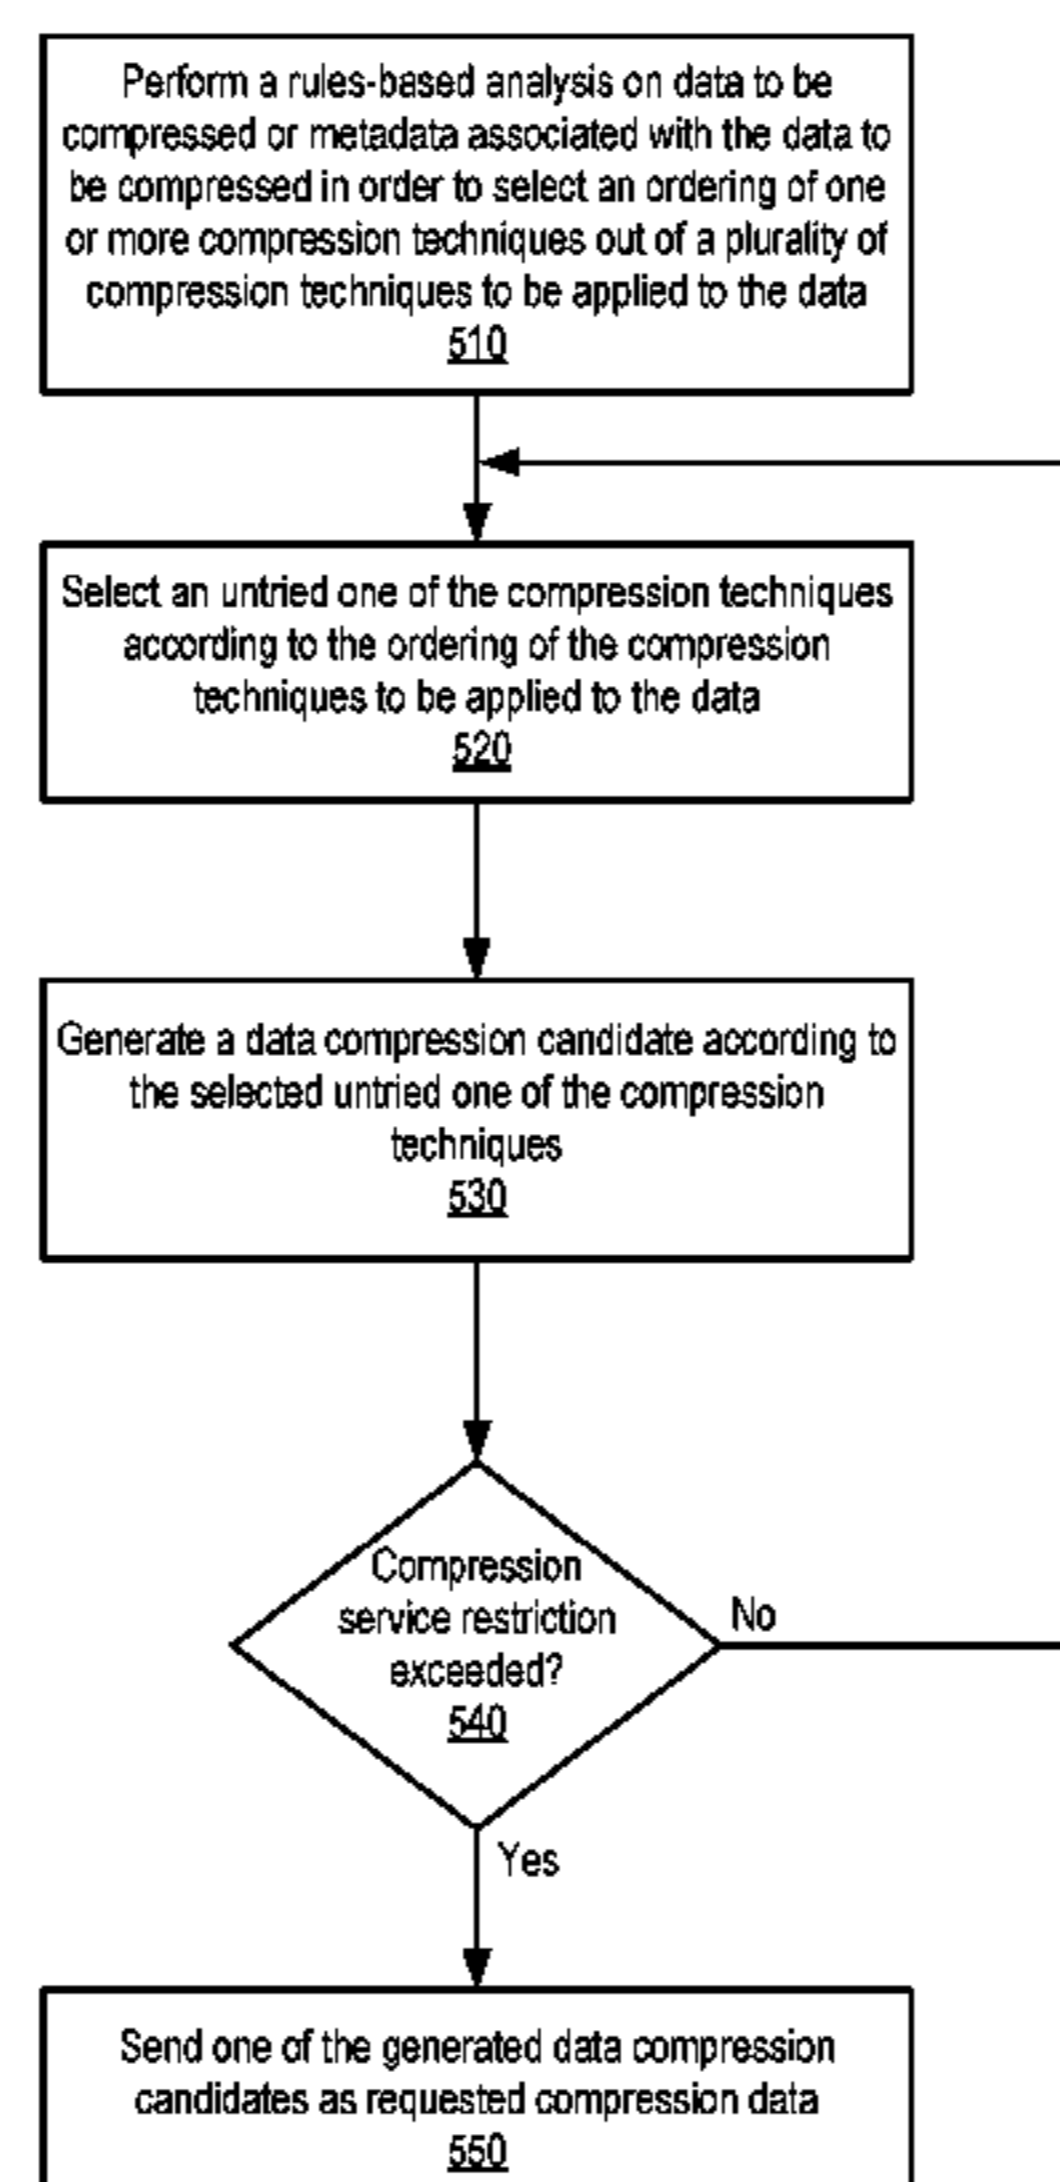 Perform a rules-based analysis on data to be
compressed or metadata associated with the data to
be compressed in order to select an ordering of one
or more compression techniques out of a plurality of
compression techniques to be applied to the data
510
Select an untried one of the compression techniques
according to the ordering of the compression
techniques to be applied to the data
520
Generate a data compression candidate according to
the selected untried one of the compression
techniques
530
Compression
service restriction
exceeded?
540
No
Yes
Send one of the generated data compression
candidates as requested compression data
550